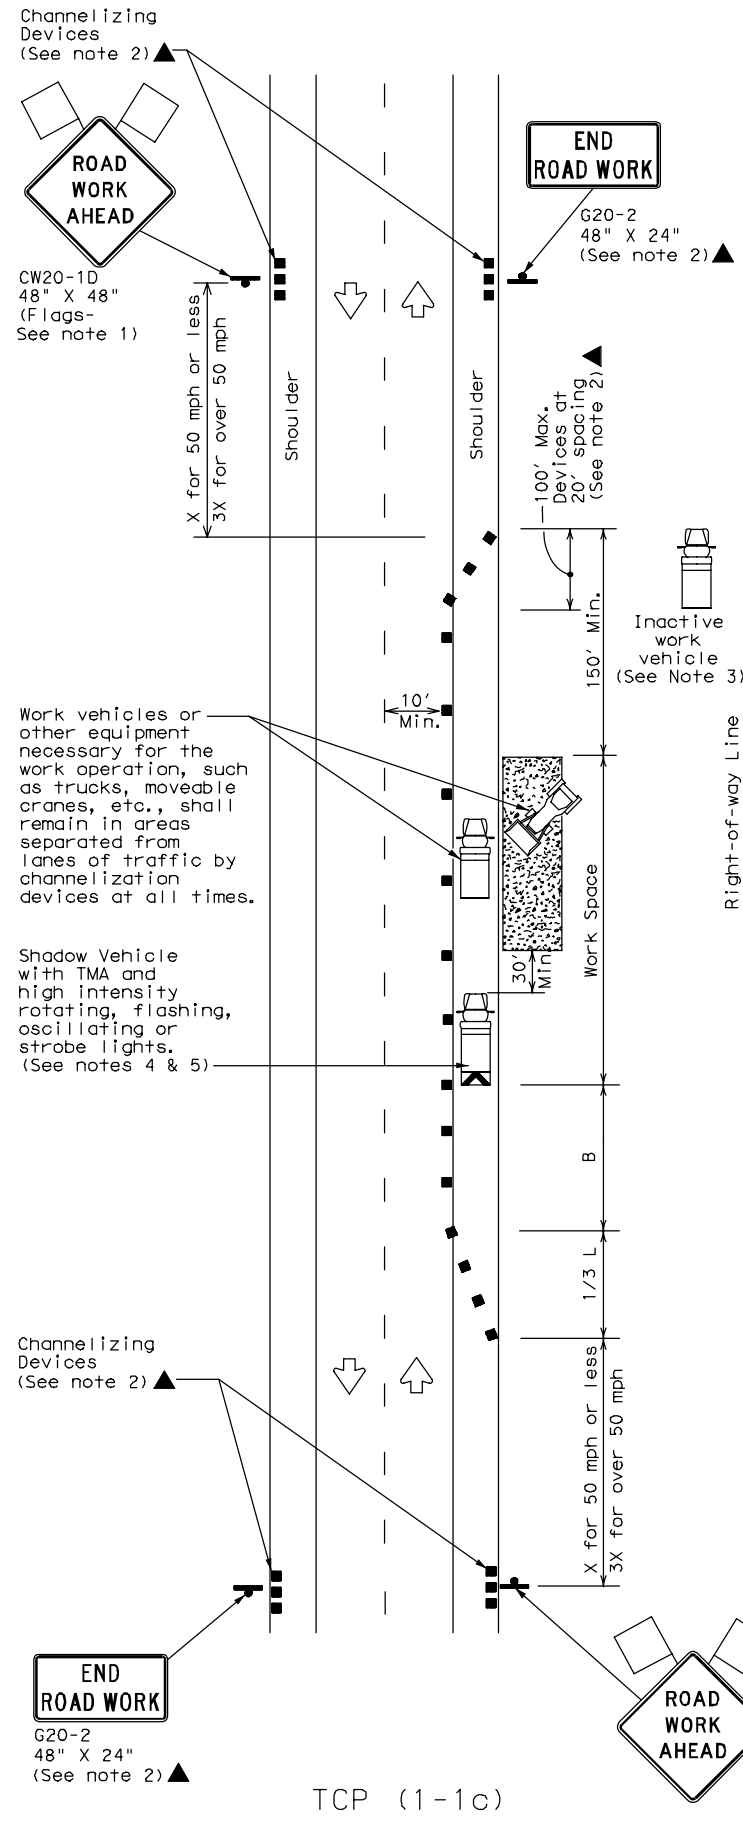 Channelizing
Devices
(See note 2)
ROAD
WORK
AHEAD
CW20-1D
48" X 48"
(Flags-
See note 1)
END
ROAD WORK
G20-2
48" X 24"
(See note 2)
X for 50 mph or less
3X for over 50 mph
Shoulder
Shoulder
100' Max.
Devices at
20' spacing
(See note 2)
150' Min.
Inactive
work
vehicle
(See Note 3)
Right-of-way Line
10'
Min.
Work vehicles or
other equipment
necessary for the
work operation, such
as trucks, moveable
cranes, etc., shall
remain in areas
separated from
lanes of traffic by
channelization
devices at all times.
Work Space
30'
Min.
Shadow Vehicle
with TMA and
high intensity
rotating, flashing,
oscillating or
strobe lights.
(See notes 4 & 5)
B
1/3 L
Channelizing
Devices
(See note 2)
X for 50 mph or less
3X for over 50 mph
END
ROAD WORK
G20-2
48" X 24"
(See note 2)
ROAD
WORK
AHEAD
TCP (1-1c)